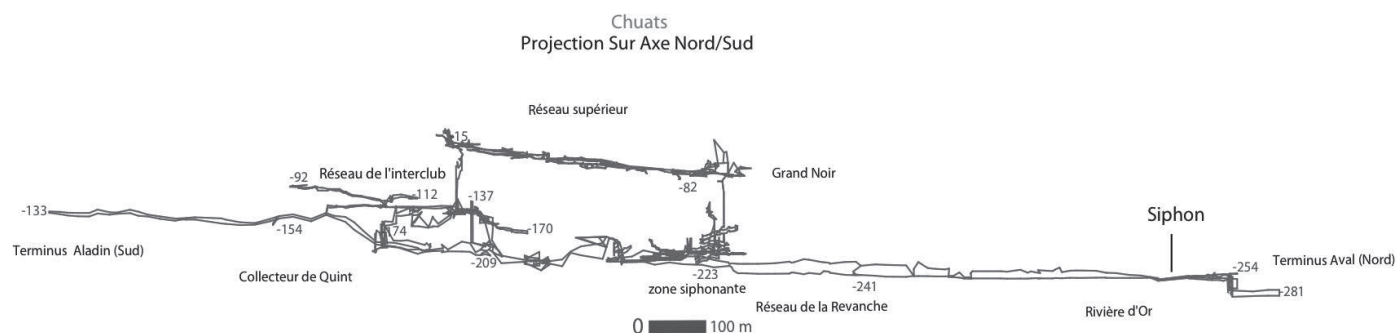 Chuats
Projection Sur Axe Nord/Sud
Réseau supérieur
-15
Réseau de l'interclub
-92
-112
-137
-82
Grand Noir
-133
-154
-174
-170
Siphon
Terminus Aladin (Sud)
-209
-223
-254
Terminus Aval (Nord)
Collecteur de Quint
zone siphonante
-241
-281
Réseau de la Revanche
Rivière d'Or
0
100 m